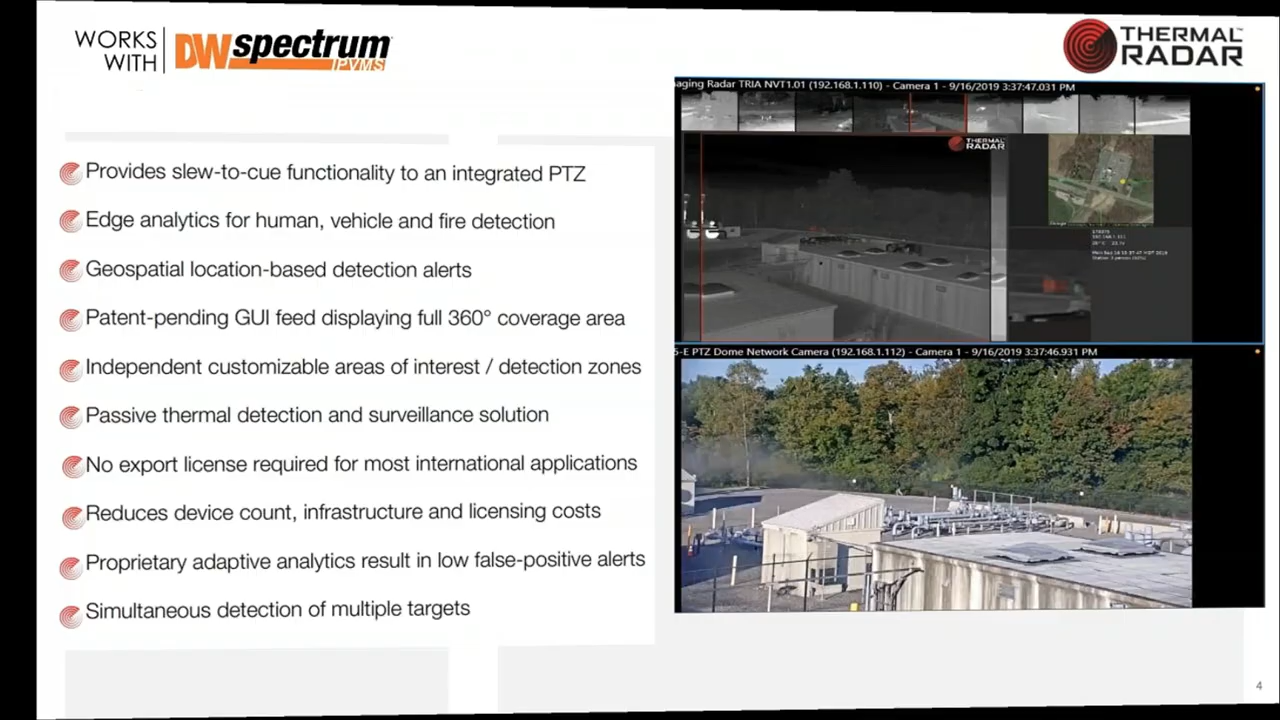 WORKS
WITH
DWspectrum
IPVMS
THERMAL
RADAR
Provides slew-to-cue functionality to an integrated PTZ
Edge analytics for human, vehicle and fire detection
Geospatial location-based detection alerts
Patent-pending GUI feed displaying full 360° coverage area
Independent customizable areas of interest / detection zones
Passive thermal detection and surveillance solution
No export license required for most international applications
Reduces device count, infrastructure and licensing costs
Proprietary adaptive analytics result in low false-positive alerts
Simultaneous detection of multiple targets
aging Radar TRIA NVT1.01 (192.168.1.110) - Camera 1 - 9/16/2019 3:37:47.031 PM
THERMAL
RADAR
5-E PTZ Dome Network Camera (192.168.1.112) - Camera 1 - 9/16/2019 3:37:46.931 PM
4